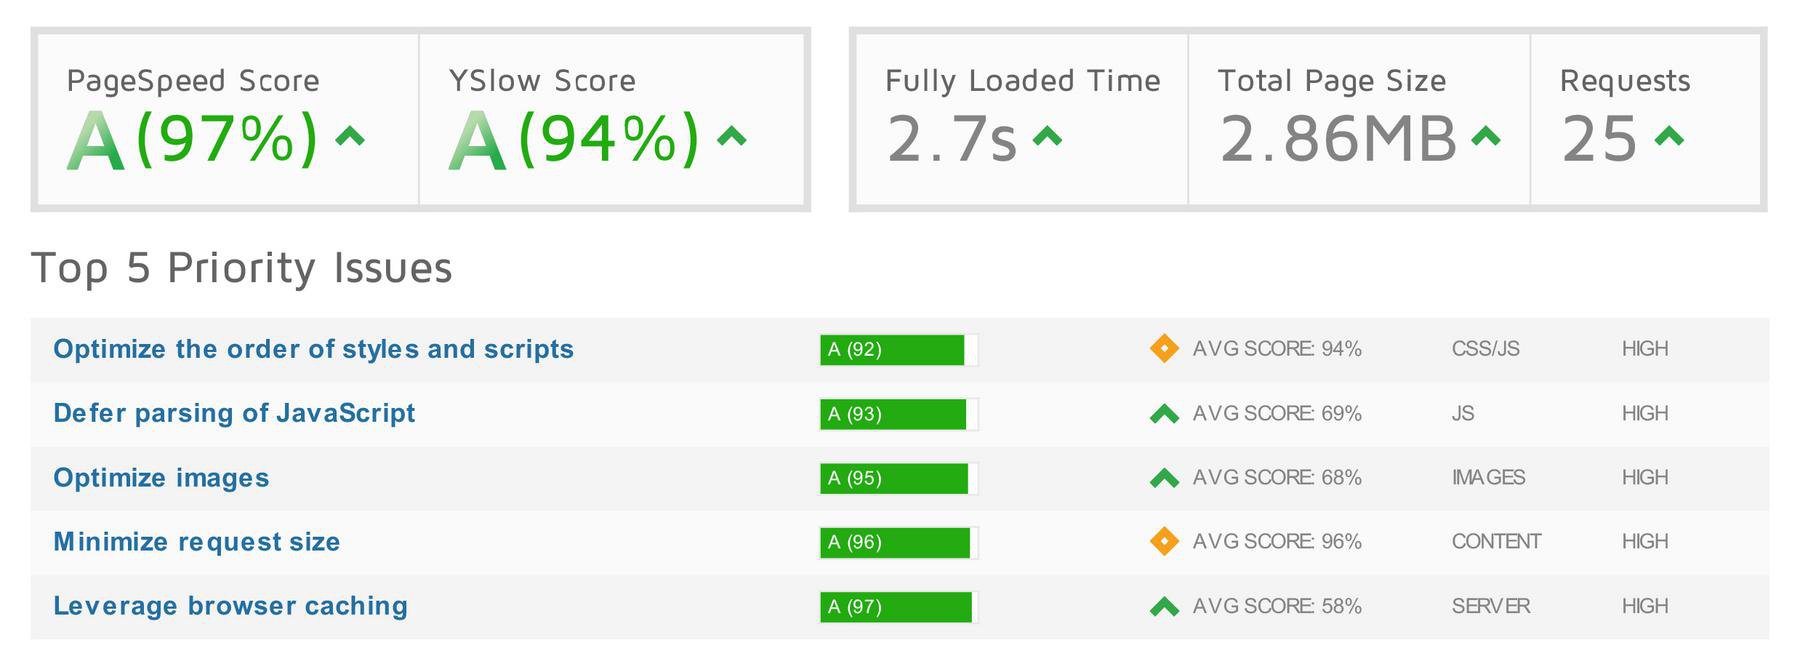 PageSpeed Score
A (97%)
YSlow Score
A (94%)
Fully Loaded Time
2.7s
Total Page Size
2.86MB
Requests
25
Top 5 Priority Issues
Optimize the order of styles and scripts A (92) AVG SCORE: 94% CSS/JS HIGH
Defer parsing of JavaScript A (93) AVG SCORE: 69% JS HIGH
Optimize images A (95) AVG SCORE: 68% IMAGES HIGH
Minimize request size A (96) AVG SCORE: 96% CONTENT HIGH
Leverage browser caching A (97) AVG SCORE: 58% SERVER HIGH